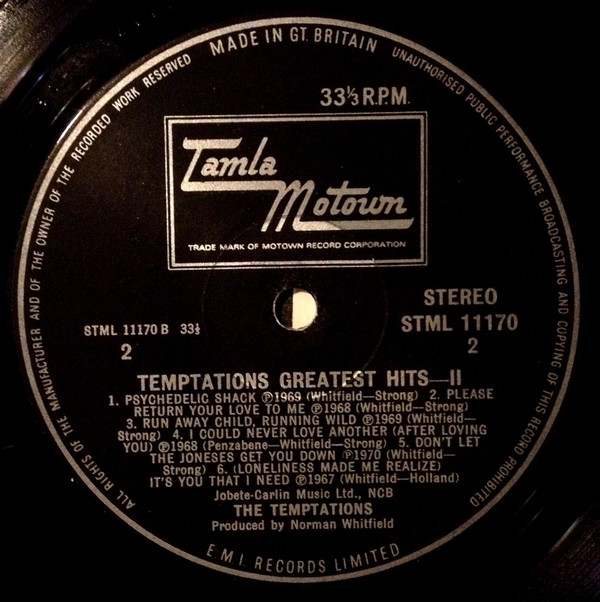 MADE IN GT. BRITAIN
UNAUTHORISED PUBLIC PERFORMANCE BROADCASTING AND COPYING OF THIS RECORD PROHIBITED
ALL RIGHTS OF THE MANUFACTURER AND OF THE OWNER OF THE RECORDED WORK RESERVED
33⅓ R.P.M.
Tamla
Motown
TRADE MARK OF MOTOWN RECORD CORPORATION
STEREO
STML 11170
2
STML 11170 B 33⅓
2
TEMPTATIONS GREATEST HITS—II
1. PSYCHEDELIC SHACK ℗1969 (Whitfield—Strong) 2. PLEASE
RETURN YOUR LOVE TO ME ℗1968 (Whitfield—Strong)
3. RUN AWAY CHILD, RUNNING WILD ℗1969 (Whitfield—
Strong) 4. I COULD NEVER LOVE ANOTHER (AFTER LOVING
YOU) ℗1968 (Penzabene—Whitfield—Strong) 5. DON'T LET
THE JONESES GET YOU DOWN ℗1970 (Whitfield—
Strong) 6. (LONELINESS MADE ME REALIZE)
IT'S YOU THAT I NEED ℗1967 (Whitfield—Holland)
Jobete-Carlin Music Ltd., NCB
THE TEMPTATIONS
Produced by Norman Whitfield
E.M.I. RECORDS LIMITED